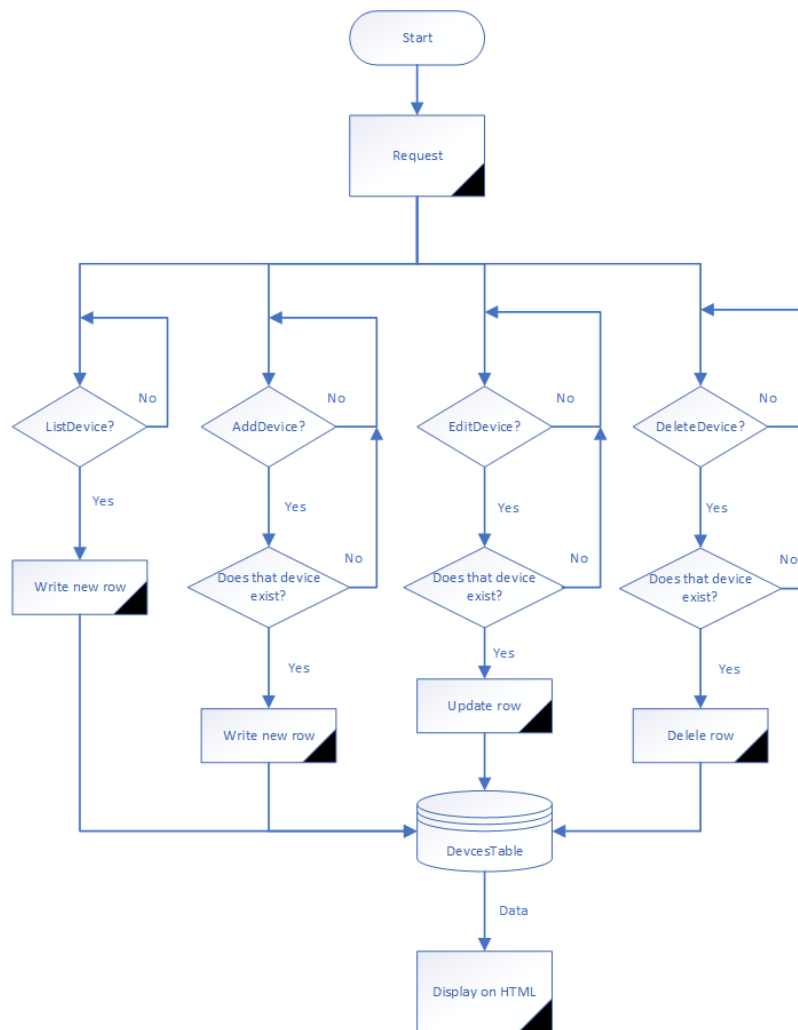 Start
Request
No
No
No
No
ListDevice?
AddDevice?
EditDevice?
DeleteDevice?
Yes
Yes
Yes
Yes
No
No
No
Write new row
Does that device
exist?
Does that device
exist?
Does that device
exist?
Yes
Yes
Yes
Write new row
Update row
Delele row
DevcesTable
Data
Display on HTML